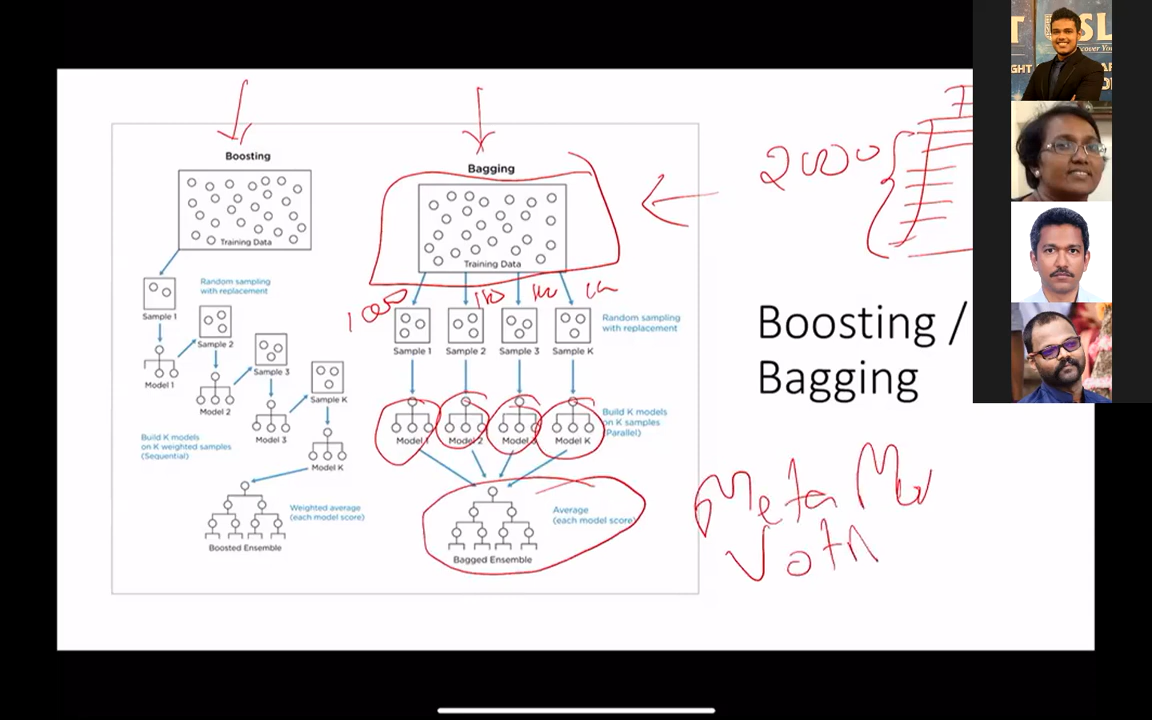 Boosting
Training Data
Sample 1
Random sampling
with replacement
Sample 2
Model 1
Sample 3
Model 2
Sample K
Model 3
Build K models
on K weighted samples
(Sequential)
Model K
Weighted average
(each model score)
Boosted Ensemble
Bagging
Training Data
1000
Sample 1
Sample 2
Sample 3
Sample K
Random sampling
with replacement
Model
Model 2
Model
Model K
Build K models
on K samples
(Parallel)
Average
(each model score)
Bagged Ensemble
2000
Boosting /
Bagging
Meta